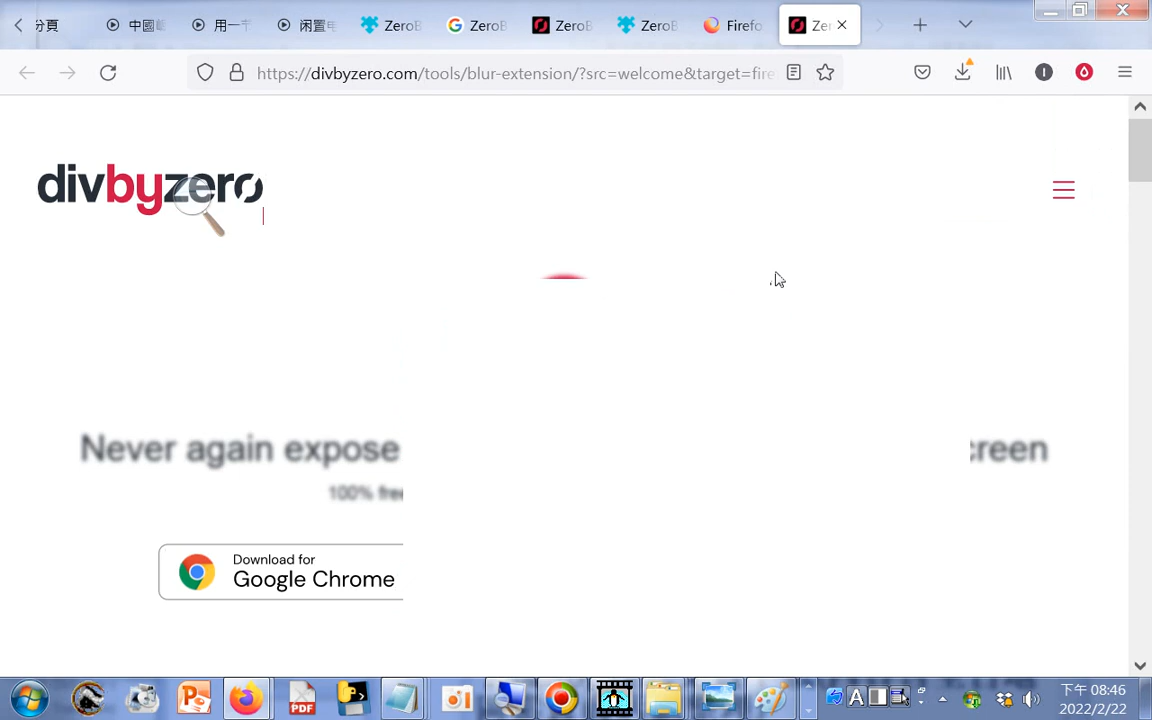 分頁
中國
用一
闲置
ZeroB
ZeroB
ZeroB
ZeroB
Firefo
Ze
https://divbyzero.com/tools/blur-extension/?src=welcome&target=fire
divbyzero
Never again expose
creen
100% free
Download for
Google Chrome
PDF
A
下午 08:46
2022/2/22